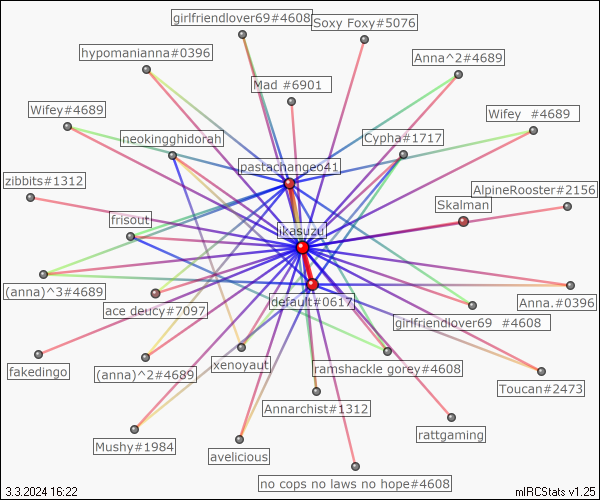 girlfriendlover69#4608
Soxy Foxy#5076
hypomanianna#0396
Anna^2#4689
Mad #6901
Wifey#4689
Wifey #4689
neokingghidorah
Cypha#1717
pastachangeo41
zibbits#1312
AlpineRooster#2156
Skalman
frisout
ikasuzu
(anna)^3#4689
Anna.#0396
default#0617
ace deucy#7097
girlfriendlover69 #4608
fakedingo
xenoyaut
ramshackle gorey#4608
(anna)^2#4689
Toucan#2473
Annarchist#1312
rattgaming
Mushy#1984
avelicious
no cops no laws no hope#4608
3.3.2024 16:22
mIRCStats v1.25